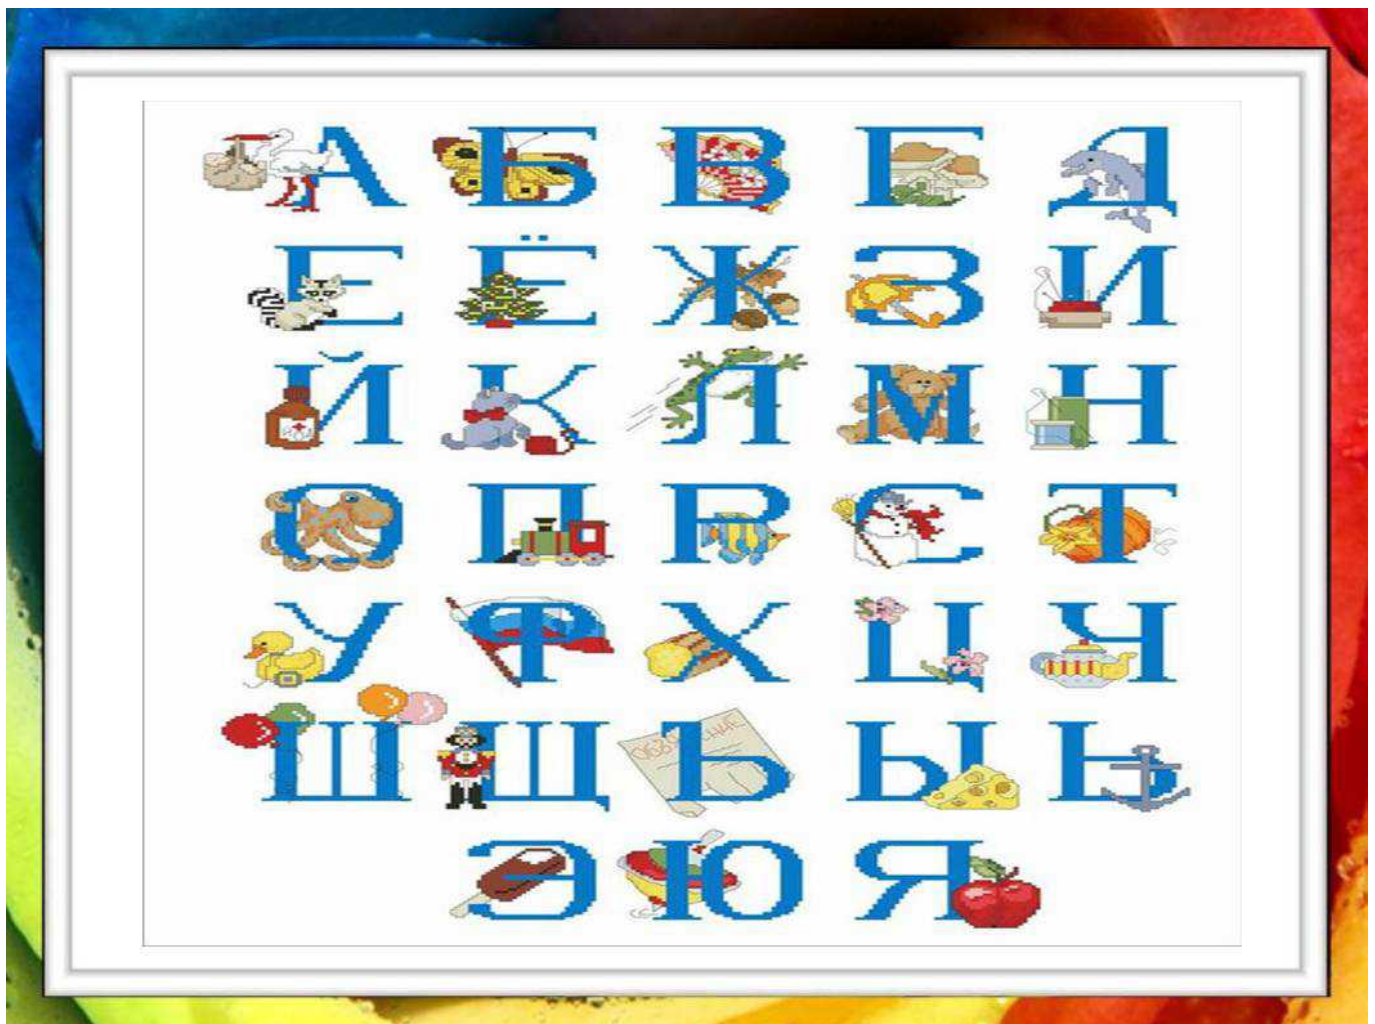 А Б В Г Д
Е Ё Ж З И
Й К Л М Н
О П Р С Т
У Ф Х Ц Ч
Ш Щ Ъ Ы Ь
Э Ю Я